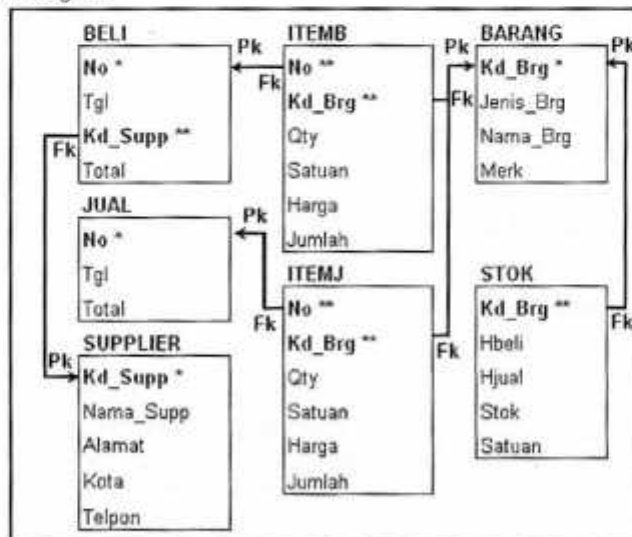 BELI
Pk
No *
Tgl
Kd_Supp **
Fk
Total
ITEMB
No **
Fk
Kd_Brg **
Qty
Satuan
Harga
Jumlah
BARANG
Pk
Pk
Kd_Brg *
Fk
Jenis_Brg
Nama_Brg
Merk
JUAL
Pk
No *
Tgl
Total
ITEMJ
No **
Fk
Kd_Brg **
Fk
Qty
Satuan
Harga
Jumlah
STOK
Kd_Brg **
Fk
Hbeli
Hjual
Stok
Satuan
SUPPLIER
Pk
Kd_Supp *
Nama_Supp
Alamat
Kota
Telpon